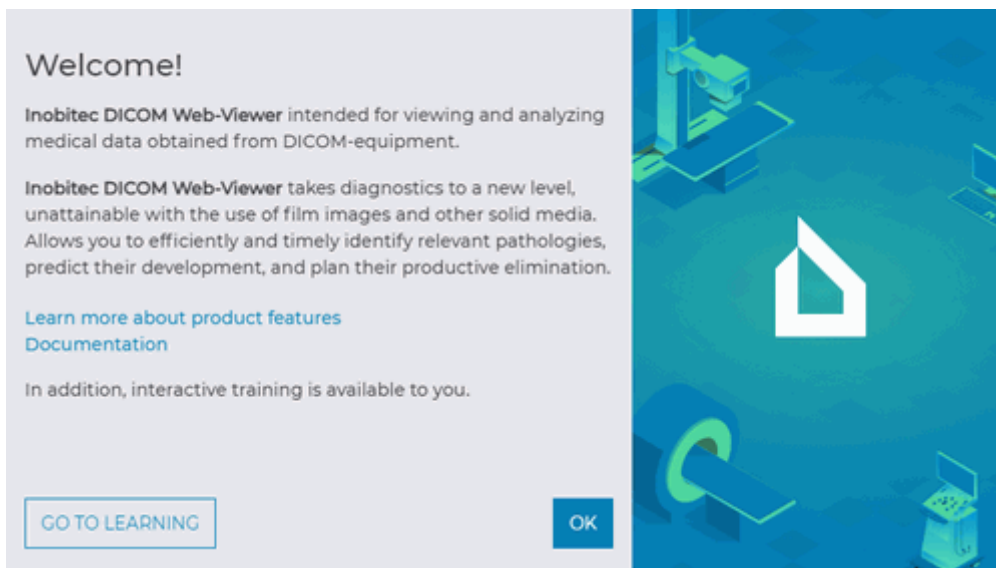 Welcome!
Inobitec DICOM Web-Viewer intended for viewing and analyzing
medical data obtained from DICOM-equipment.
Inobitec DICOM Web-Viewer takes diagnostics to a new level,
unattainable with the use of film images and other solid media.
Allows you to efficiently and timely identify relevant pathologies,
predict their development, and plan their productive elimination.
Learn more about product features
Documentation
In addition, interactive training is available to you.
GO TO LEARNING
OK